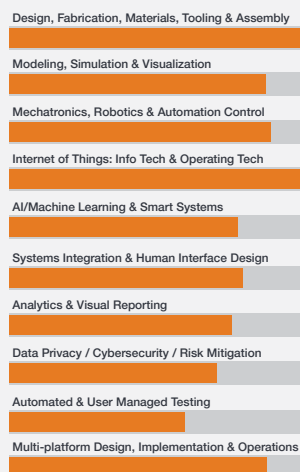 Design, Fabrication, Materials, Tooling & Assembly
Modeling, Simulation & Visualization
Mechatronics, Robotics & Automation Control
Internet of Things: Info Tech & Operating Tech
AI/Machine Learning & Smart Systems
Systems Integration & Human Interface Design
Analytics & Visual Reporting
Data Privacy / Cybersecurity / Risk Mitigation
Automated & User Managed Testing
Multi-platform Design, Implementation & Operations